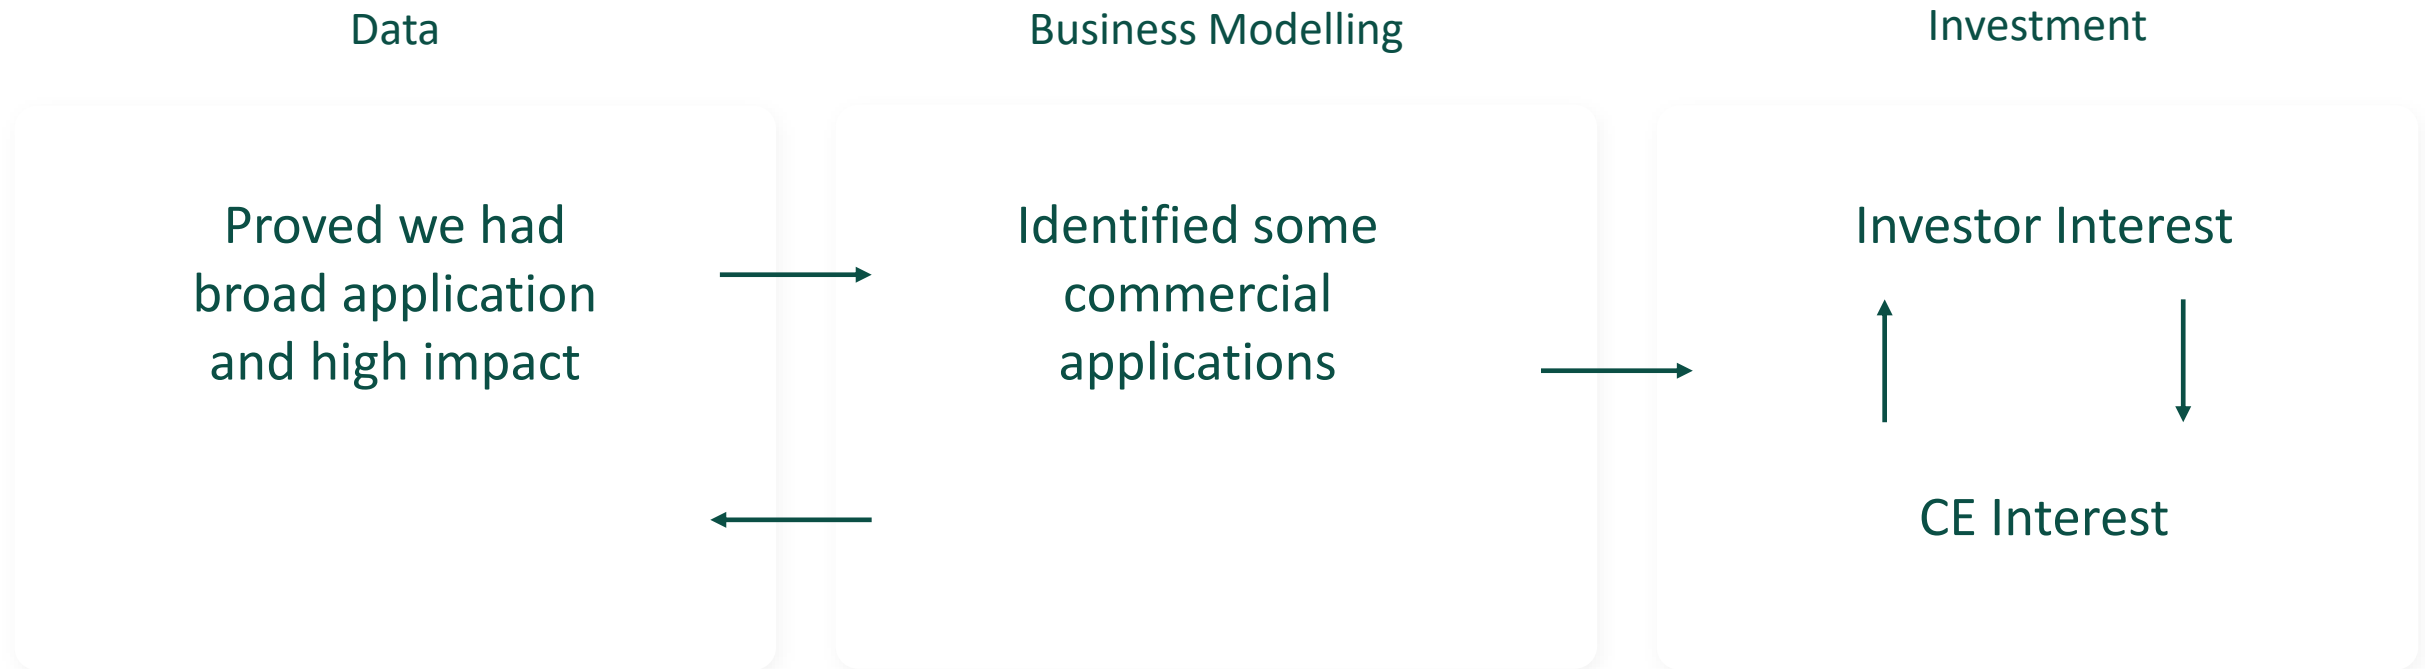 Data
Proved we had
broad application
and high impact
Business Modelling
Identified some
commercial
applications
Investment
Investor Interest
CE Interest